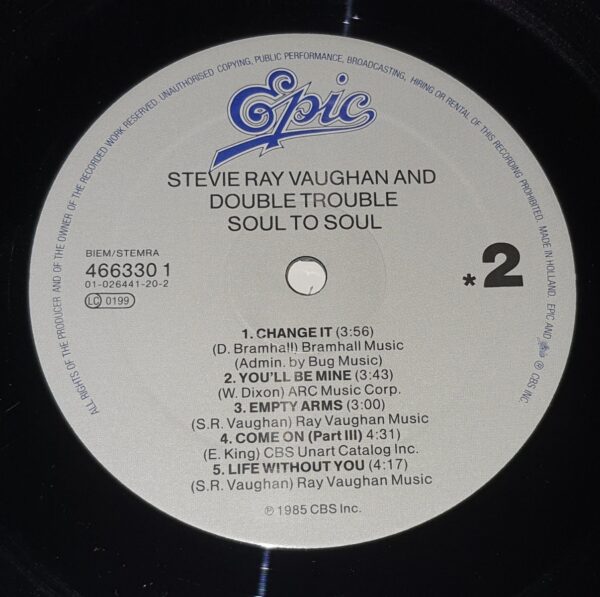 ALL RIGHTS OF THE PRODUCER AND OF THE OWNER OF THE RECORDED WORK RESERVED. UNAUTHORISED COPYING, PUBLIC PERFORMANCE, BROADCASTING, HIRING OR RENTAL OF THIS RECORDING PROHIBITED. MADE IN HOLLAND. EPIC AND ℗ CBS INC.
Epic
STEVIE RAY VAUGHAN AND
DOUBLE TROUBLE
SOUL TO SOUL
BIEM/STEMRA
466330 1
01-026441-20-2
LC 0199
*2
1. CHANGE IT (3:56)
(D. Bramhall) Bramhall Music
(Admin. by Bug Music)
2. YOU'LL BE MINE (3:43)
(W. Dixon) ARC Music Corp.
3. EMPTY ARMS (3:00)
(S.R. Vaughan) Ray Vaughan Music
4. COME ON (Part III) 4:31)
(E. King) CBS Unart Catalog Inc.
5. LIFE WITHOUT YOU (4:17)
(S.R. Vaughan) Ray Vaughan Music
℗ 1985 CBS Inc.